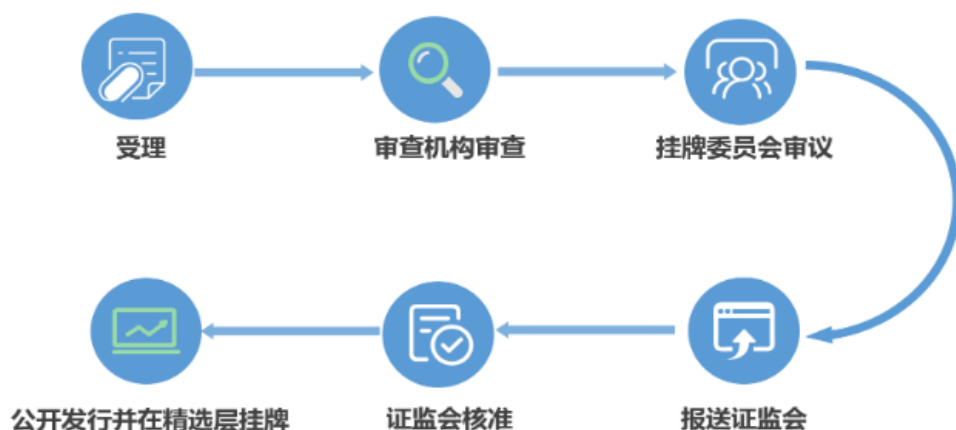 受理
审查机构审查
挂牌委员会审议
报送证监会
证监会核准
公开发行并在精选层挂牌